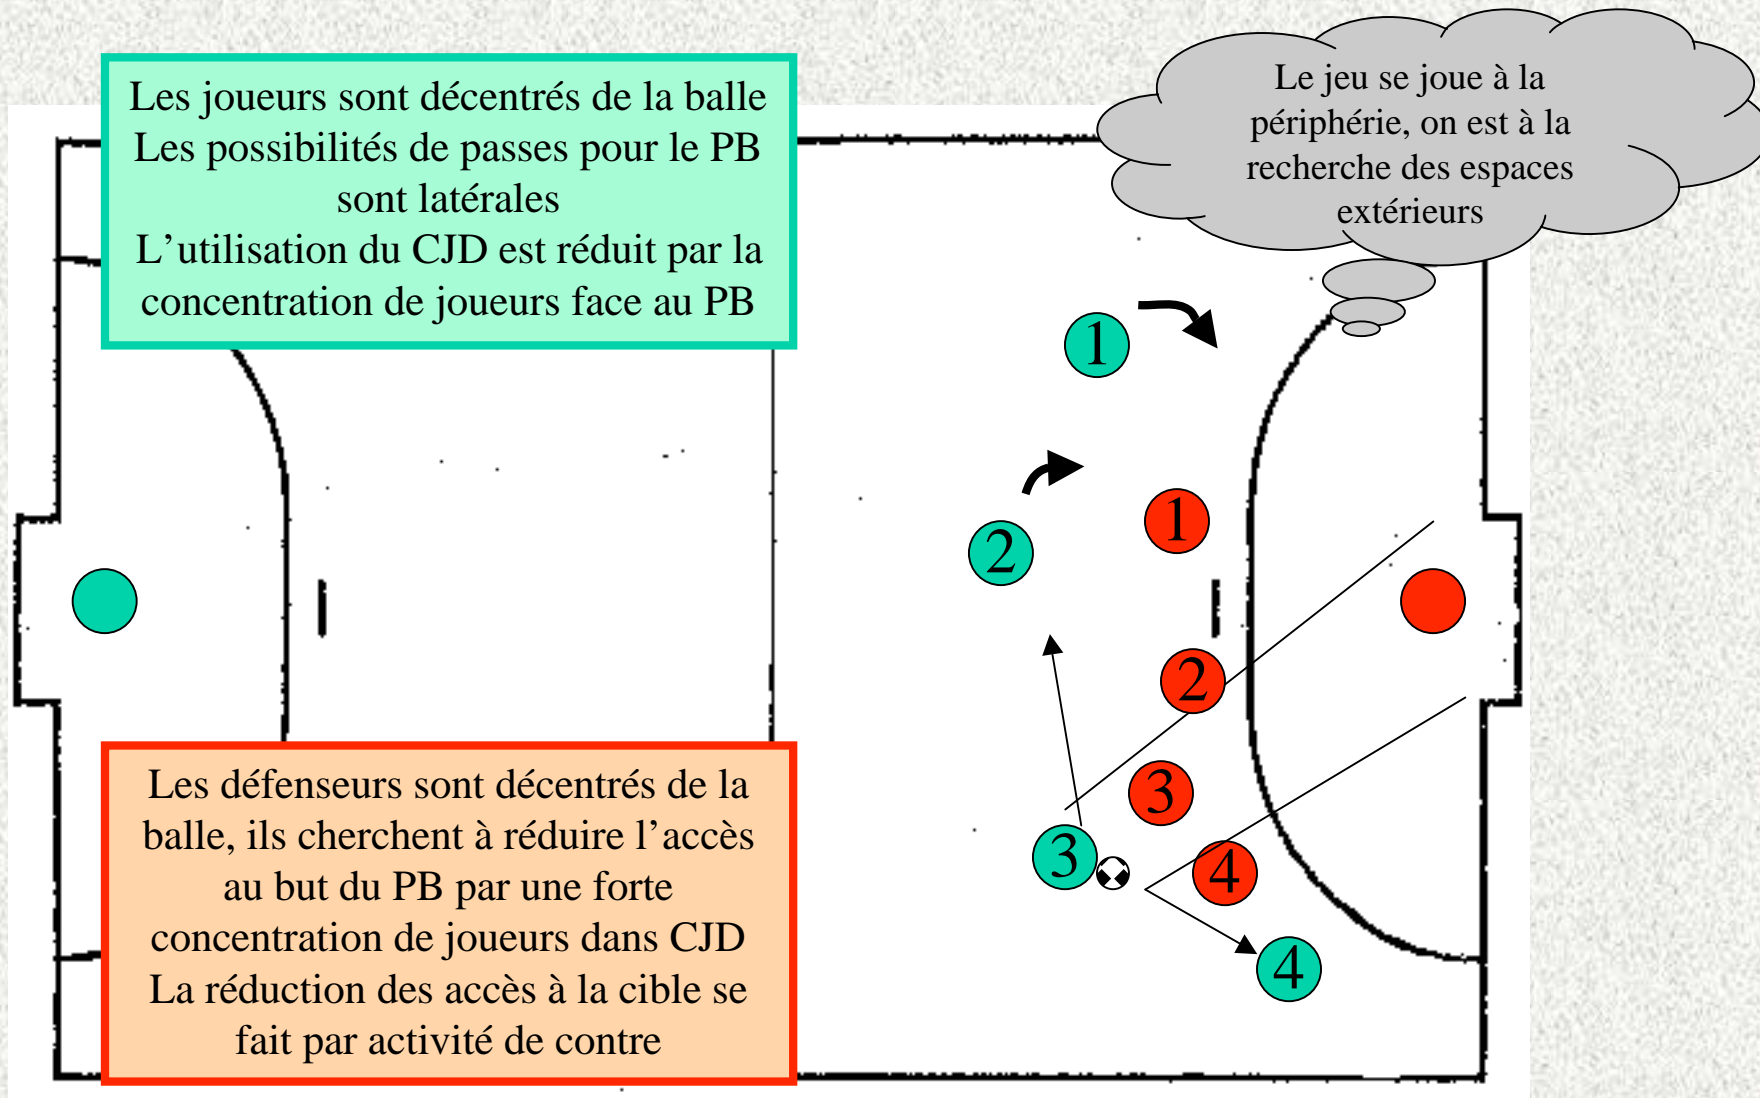 Les joueurs sont décentrés de la balle
Les possibilités de passes pour le PB
sont latérales
L’utilisation du CJD est réduit par la
concentration de joueurs face au PB
Le jeu se joue à la
périphérie, on est à la
recherche des espaces
extérieurs
1
1
2
2
3
3
4
4
Les défenseurs sont décentrés de la
balle, ils cherchent à réduire l’accès
au but du PB par une forte
concentration de joueurs dans CJD
La réduction des accès à la cible se
fait par activité de contre